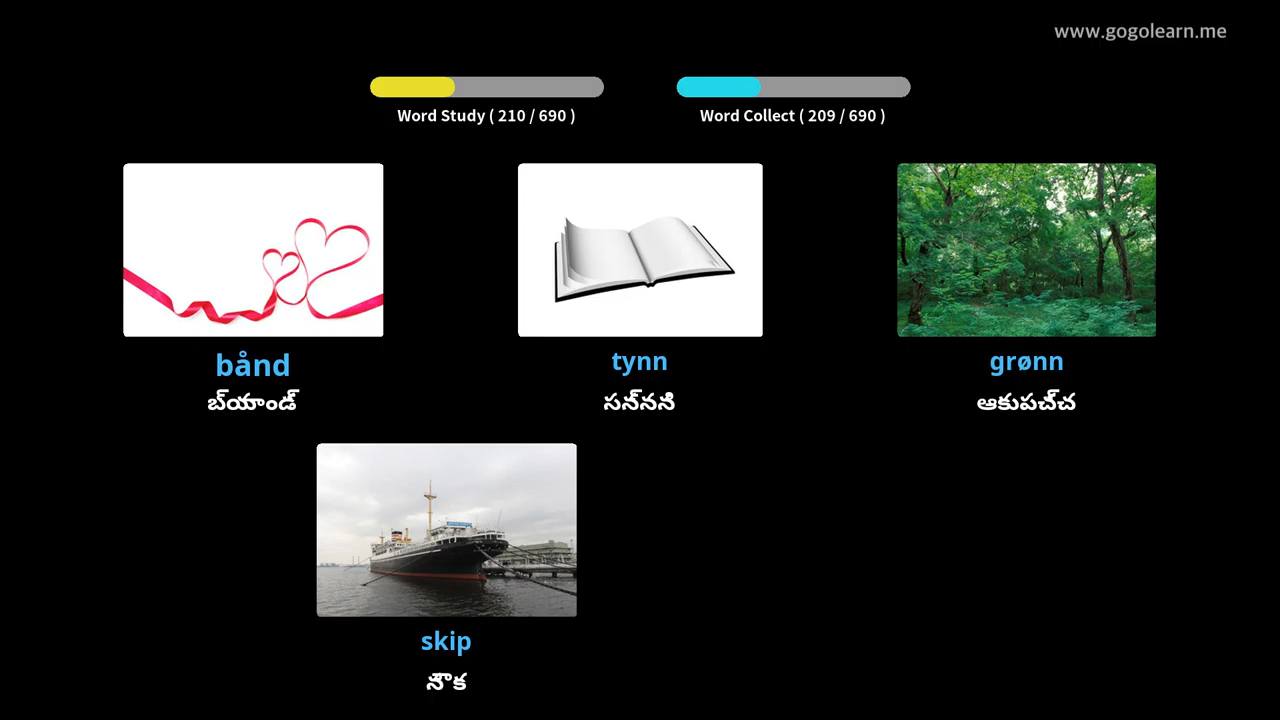 www.gogolearn.me
Word Study ( 210 / 690 )
Word Collect ( 209 / 690 )
bånd
tynn
grønn
బ్యాండ్
సన్నని
ఆకుపచ్చ
skip
నౌక